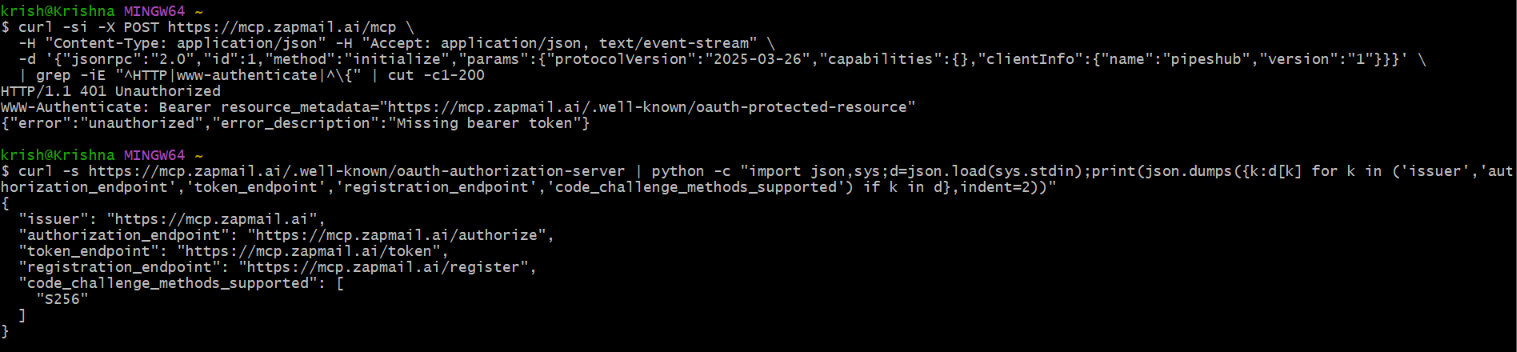 krish@Krishna MINGW64 ~
$ curl -si -X POST https://mcp.zapmail.ai/mcp \
  -H "Content-Type: application/json" -H "Accept: application/json, text/event-stream" \
  -d '{"jsonrpc":"2.0","id":1,"method":"initialize","params":{"protocolVersion":"2025-03-26","capabilities":{},"clientInfo":{"name":"pipeshub","version":"1"}}}' \
  | grep -iE "^HTTP|www-authenticate|^\{" | cut -c1-200
HTTP/1.1 401 Unauthorized
WWW-Authenticate: Bearer resource_metadata="https://mcp.zapmail.ai/.well-known/oauth-protected-resource"
{"error":"unauthorized","error_description":"Missing bearer token"}

krish@Krishna MINGW64 ~
$ curl -s https://mcp.zapmail.ai/.well-known/oauth-authorization-server | python -c "import json,sys;d=json.load(sys.stdin);print(json.dumps({k:d[k] for k in ('issuer','aut
horization_endpoint','token_endpoint','registration_endpoint','code_challenge_methods_supported') if k in d},indent=2))"
{
  "issuer": "https://mcp.zapmail.ai",
  "authorization_endpoint": "https://mcp.zapmail.ai/authorize",
  "token_endpoint": "https://mcp.zapmail.ai/token",
  "registration_endpoint": "https://mcp.zapmail.ai/register",
  "code_challenge_methods_supported": [
    "S256"
  ]
}